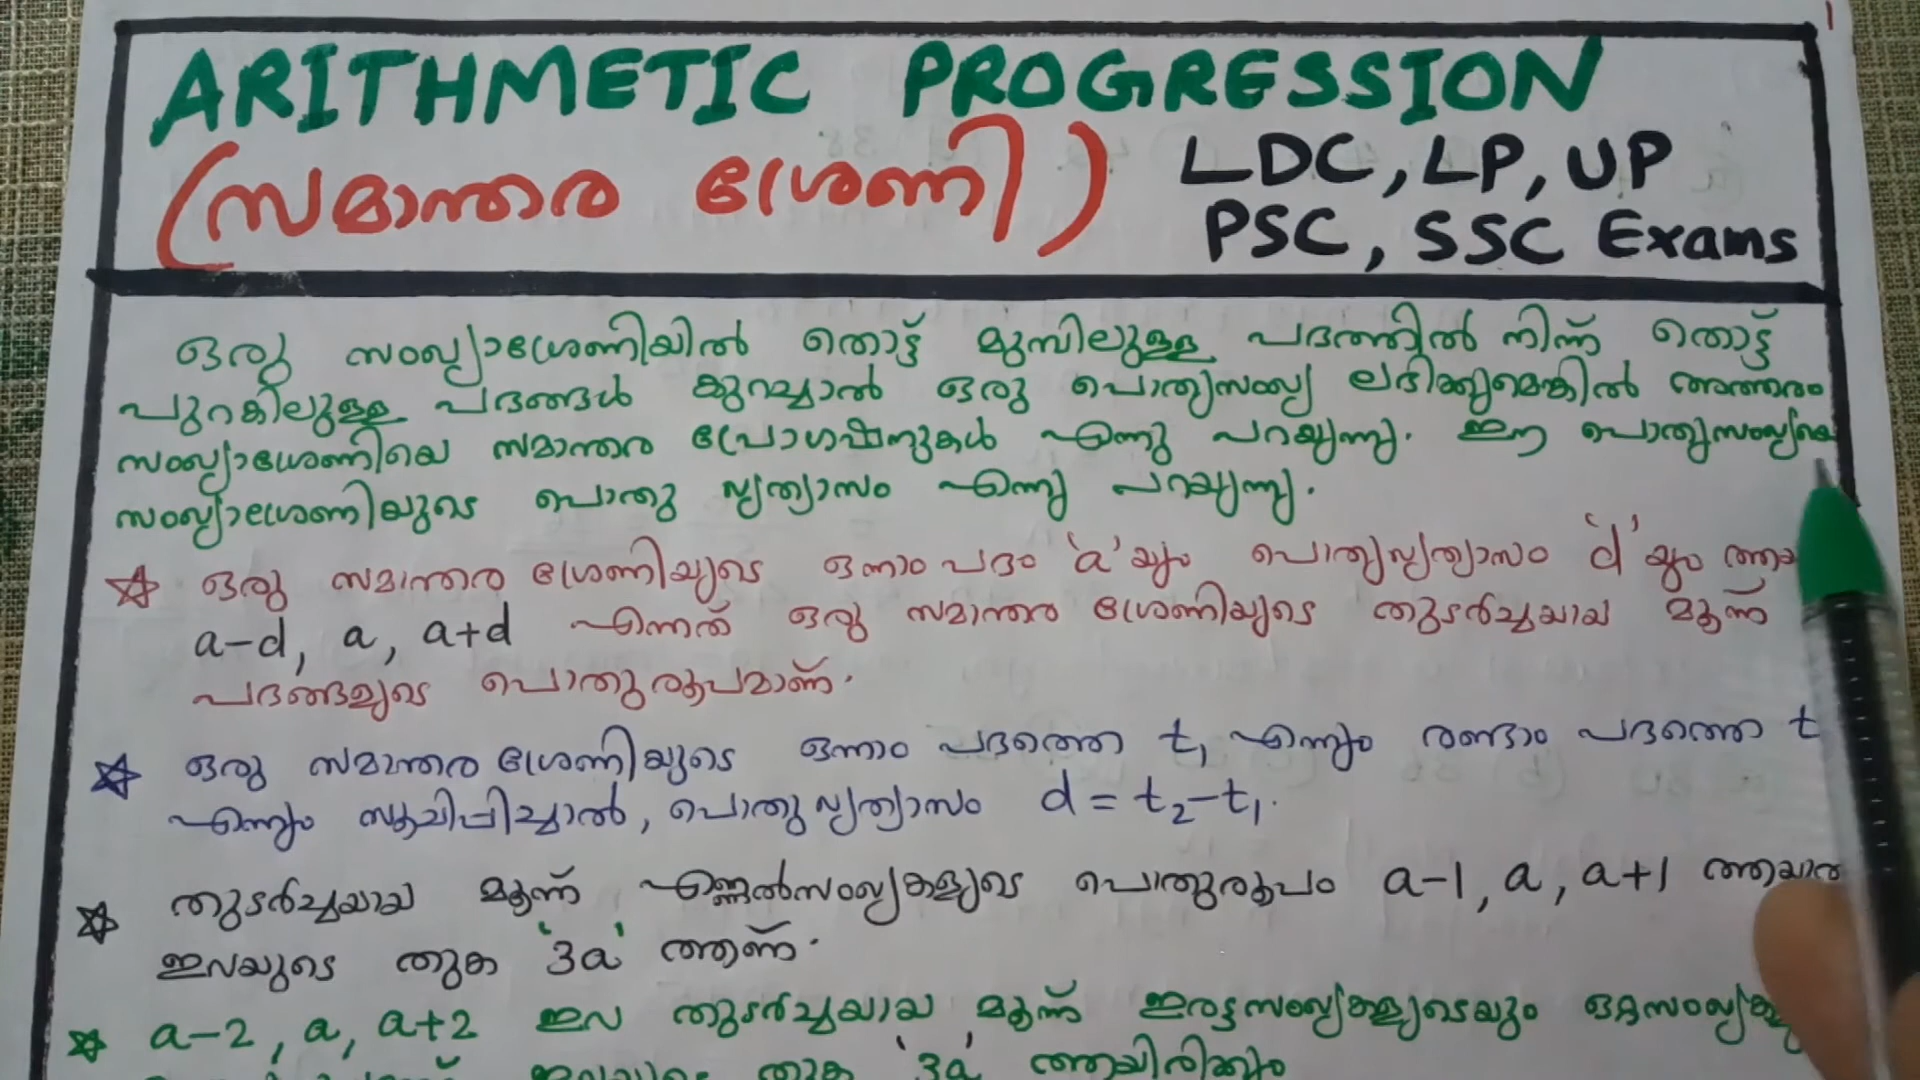 ARITHMETIC PROGRESSION
(സമാന്തര ശ്രേണി)
LDC, LP, UP
PSC, SSC Exams
ഒരു സംഖ്യാശ്രേണിയിൽ തൊട്ട് മുമ്പിലുള്ള പദത്തിൽ നിന്ന് തൊട്ട്
പുറകിലുള്ള പദങ്ങൾ കുറച്ചാൽ ഒരു പൊതുസംഖ്യ ലഭിക്കുമെങ്കിൽ അത്തരം
സംഖ്യാശ്രേണിയെ സമാന്തര പ്രോഗഷനുകൾ എന്നു പറയുന്നു. ഈ പൊതുസംഖ്യയെ
സംഖ്യാശ്രേണിയുടെ പൊതു വ്യത്യാസം എന്നു പറയുന്നു.
☆ ഒരു സമാന്തര ശ്രേണിയുടെ ഒന്നാം പദം 'a' യും പൊതുവ്യത്യാസം 'd' യും
a-d, a, a+d എന്നത് ഒരു സമാന്തര ശ്രേണിയുടെ തുടർച്ചയായ മൂന്ന്
പദങ്ങളുടെ പൊതുരൂപമാണ്.
☆ ഒരു സമാന്തര ശ്രേണിയുടെ ഒന്നാം പദത്തെ t₁ എന്നും രണ്ടാം പദത്തെ t
എന്നും സൂചിപ്പിച്ചാൽ, പൊതുവ്യത്യാസം d = t₂-t₁.
☆ തുടർച്ചയായ മൂന്ന് എണ്ണൽസംഖ്യകളുടെ പൊതുരൂപം a-1, a, a+1
ഇവയുടെ തുക '3a' ആണ്.
☆ a-2, a, a+2 ഇവ തുടർച്ചയായ മൂന്ന് ഇരട്ടസംഖ്യകളുടെയും
തുക '3a' ആയിരിക്കും